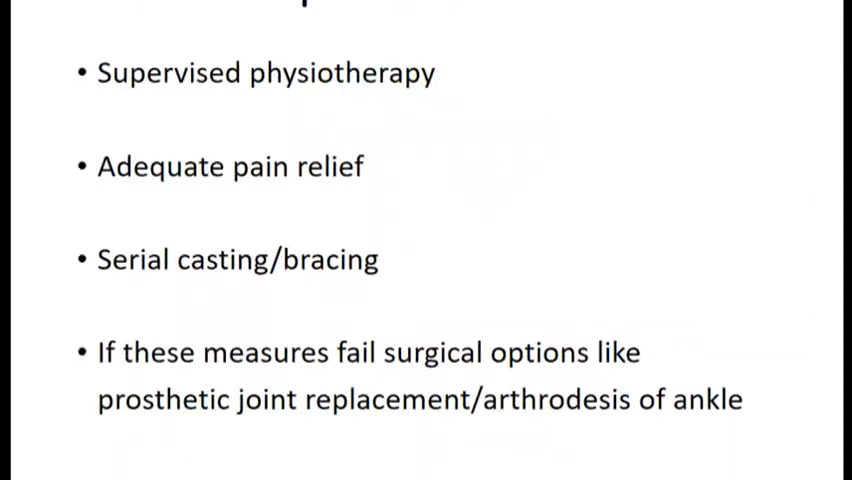 • Supervised physiotherapy
• Adequate pain relief
• Serial casting/bracing
• If these measures fail surgical options like
prosthetic joint replacement/arthrodesis of ankle